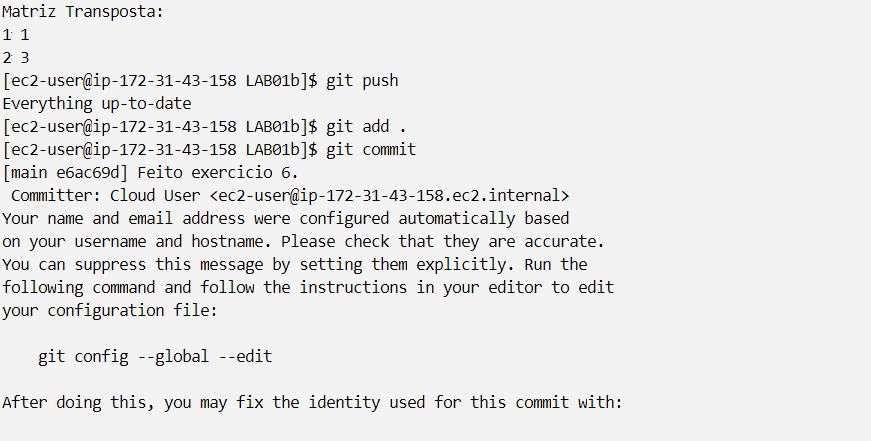 Matriz Transposta:
1 1
2 3
[ec2-user@ip-172-31-43-158 LAB01b]$ git push
Everything up-to-date
[ec2-user@ip-172-31-43-158 LAB01b]$ git add .
[ec2-user@ip-172-31-43-158 LAB01b]$ git commit
[main e6ac69d] Feito exercicio 6.
 Committer: Cloud User <ec2-user@ip-172-31-43-158.ec2.internal>
Your name and email address were configured automatically based
on your username and hostname. Please check that they are accurate.
You can suppress this message by setting them explicitly. Run the
following command and follow the instructions in your editor to edit
your configuration file:
    git config --global --edit
After doing this, you may fix the identity used for this commit with: